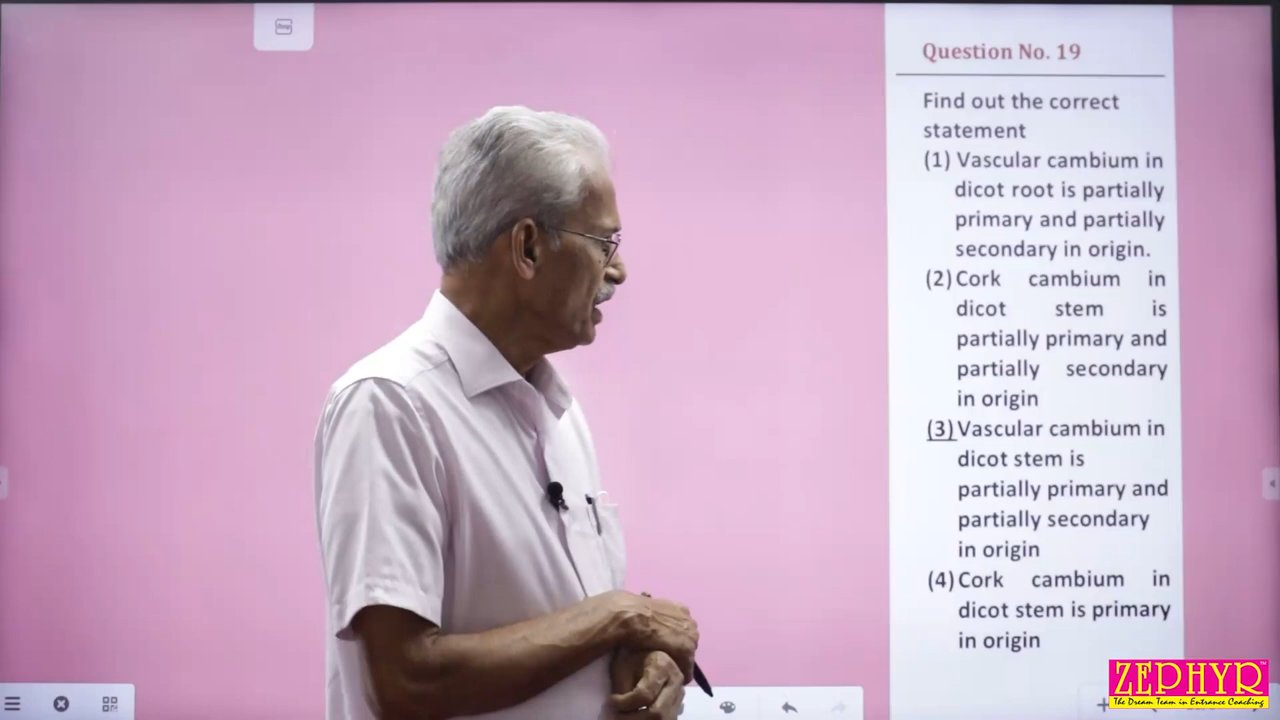 Question No. 19
Find out the correct
statement
(1) Vascular cambium in
dicot root is partially
primary and partially
secondary in origin.
(2) Cork cambium in
dicot stem is
partially primary and
partially secondary
in origin
(3) Vascular cambium in
dicot stem is
partially primary and
partially secondary
in origin
(4) Cork cambium in
dicot stem is primary
in origin
ZEPHYR™
The Dream Team in Entrance Coaching